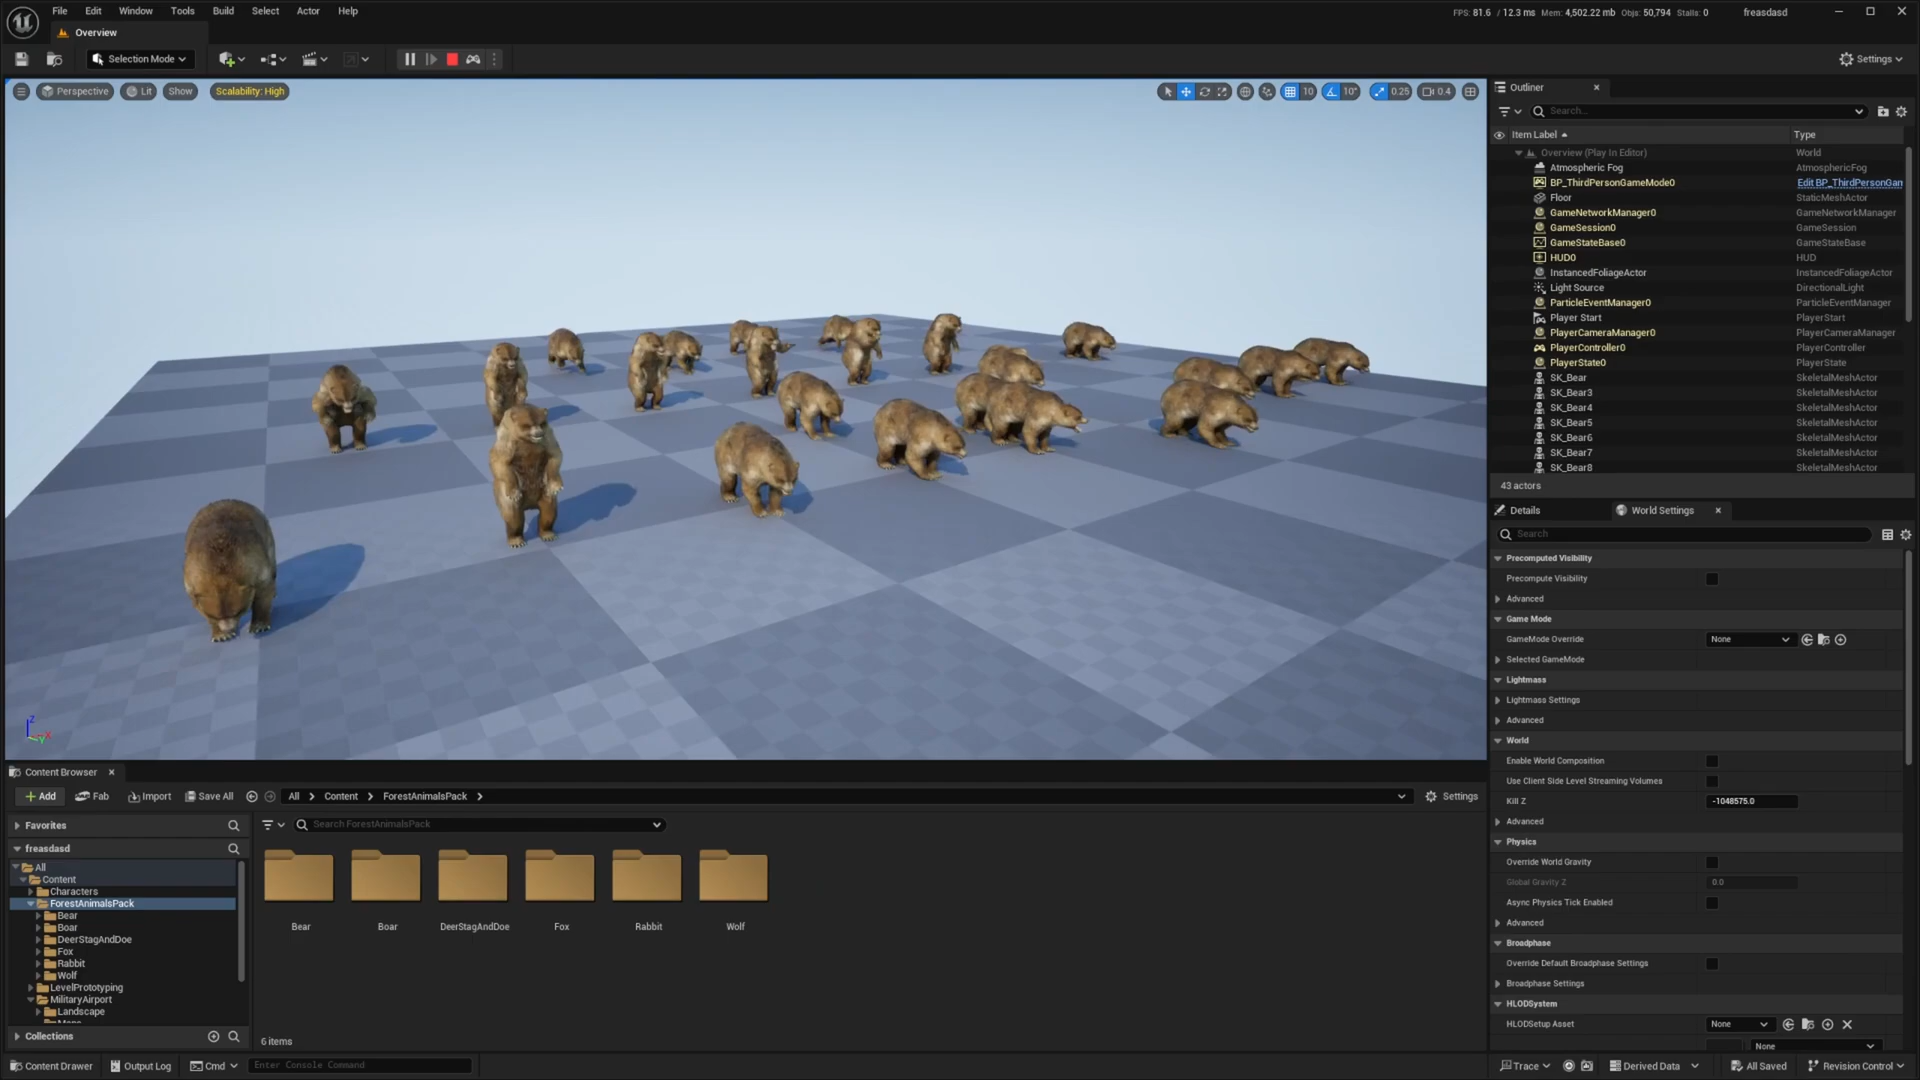 File Edit Window Tools Build Select Actor Help
FPS: 81.6 / 12.3 ms Mem: 4,502.22 mb Objs: 50,794 Stalls: 0
freasdasd
Overview
Selection Mode
Settings
Perspective Lit Show Scalability: High
10 10° 0.25 0.4
Outliner
Search...
Item Label Type
Overview (Play In Editor) World
Atmospheric Fog AtmosphericFog
BP_ThirdPersonGameMode0 Edit BP_ThirdPersonGam
Floor StaticMeshActor
GameNetworkManager0 GameNetworkManager
GameSession0 GameSession
GameStateBase0 GameStateBase
HUD0 HUD
InstancedFoliageActor InstancedFoliageActor
Light Source DirectionalLight
ParticleEventManager0 ParticleEventManager
Player Start PlayerStart
PlayerCameraManager0 PlayerCameraManager
PlayerController0 PlayerController
PlayerState0 PlayerState
SK_Bear SkeletalMeshActor
SK_Bear3 SkeletalMeshActor
SK_Bear4 SkeletalMeshActor
SK_Bear5 SkeletalMeshActor
SK_Bear6 SkeletalMeshActor
SK_Bear7 SkeletalMeshActor
SK_Bear8 SkeletalMeshActor
43 actors
Details World Settings
Search
Precomputed Visibility
Precompute Visibility
Advanced
Game Mode
GameMode Override None
Selected GameMode
Lightmass
Lightmass Settings
Advanced
World
Enable World Composition
Use Client Side Level Streaming Volumes
Kill Z -1048575.0
Advanced
Physics
Override World Gravity
Global Gravity Z 0.0
Async Physics Tick Enabled
Advanced
Broadphase
Override Default Broadphase Settings
Broadphase Settings
HLODSystem
HLODSetup Asset None
None
Z X Y
Content Browser
Add Fab Import Save All All Content ForestAnimalsPack Settings
Favorites
freasdasd
All
Content
Characters
ForestAnimalsPack
Bear
Boar
DeerStagAndDoe
Fox
Rabbit
Wolf
LevelPrototyping
MilitaryAirport
Landscape
Maps
Collections
Search ForestAnimalsPack
Bear Boar DeerStagAndDoe Fox Rabbit Wolf
6 items
Content Drawer Output Log Cmd Enter Console Command
Trace Derived Data All Saved Revision Control